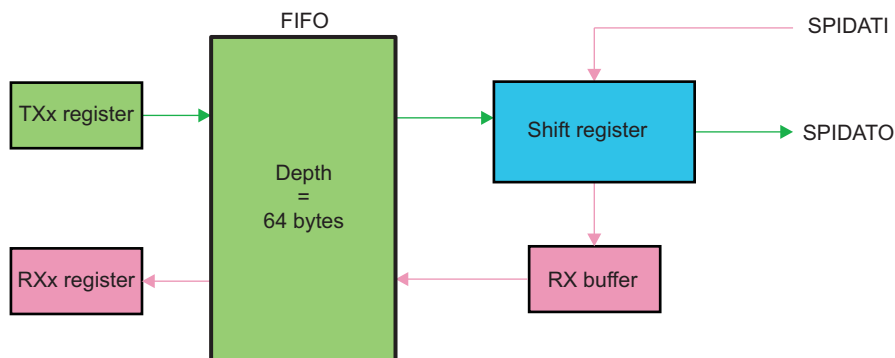 FIFO
SPIDATI
TXx register
Shift register
SPIDATO
Depth
=
64 bytes
RXx register
RX buffer